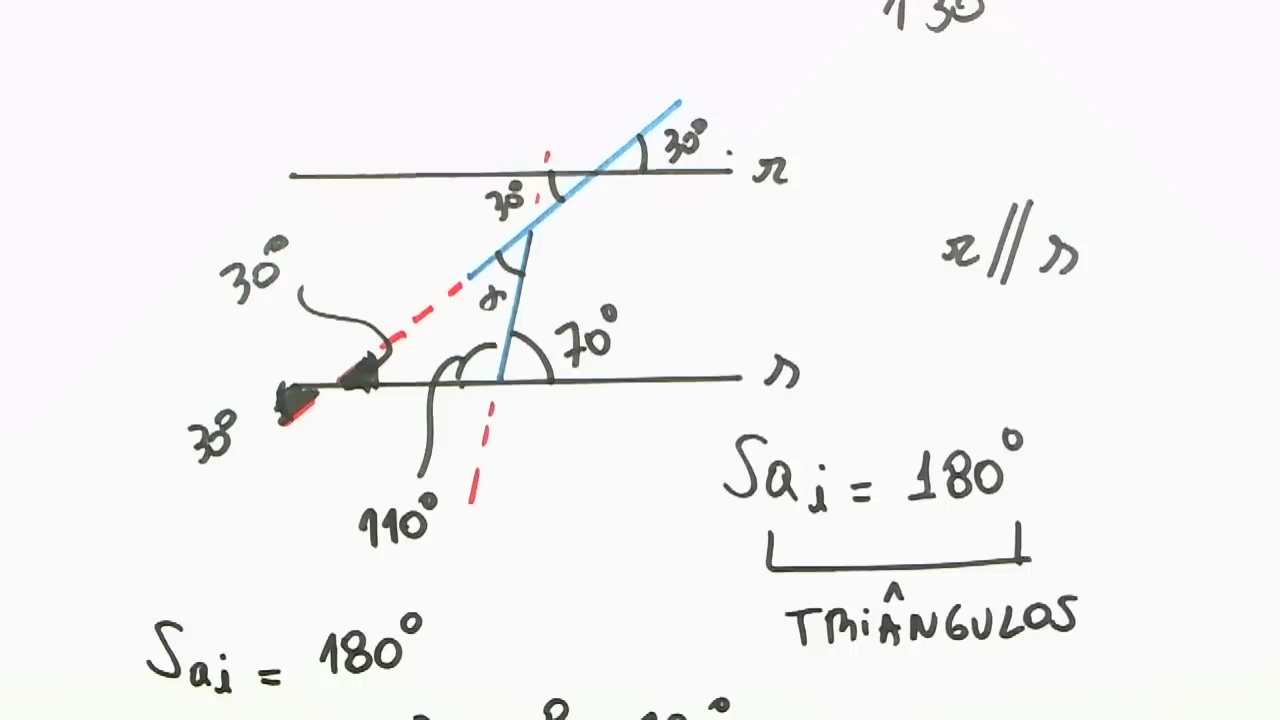 30°
r
30°
r//s
30°
α
70°
s
30°
110°
Sai = 180°
TRIÂNGULOS
Sai = 180°